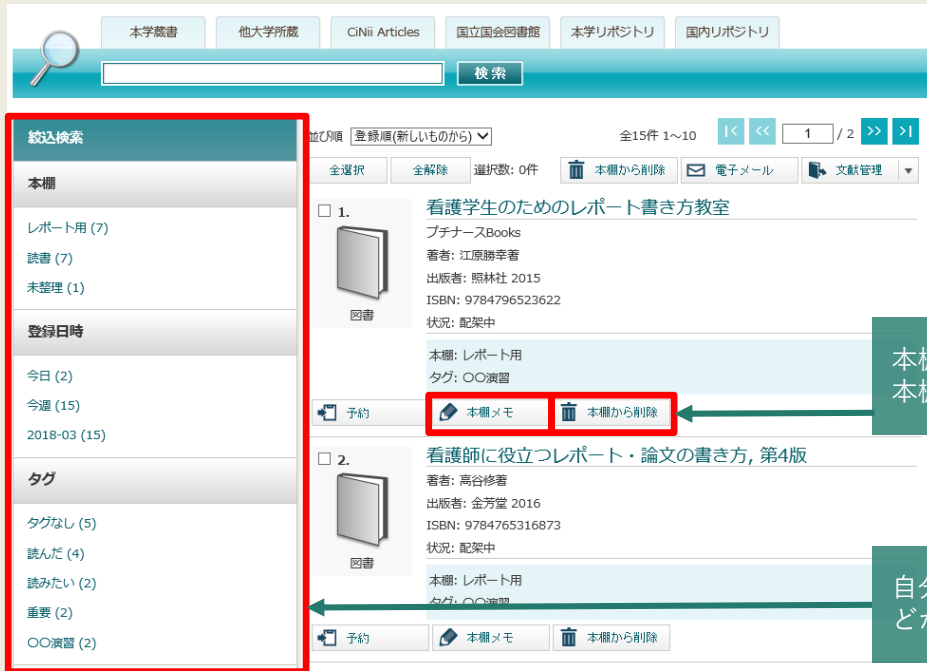 本学蔵書
他大学所蔵
CiNii Articles
国立国会図書館
本学リポジトリ
国内リポジトリ
検索
絞込検索
本棚
レポート用 (7)
読書 (7)
未整理 (1)
登録日時
今日 (2)
今週 (15)
2018-03 (15)
タグ
タグなし (5)
読んだ (4)
読みたい (2)
重要 (2)
〇〇演習 (2)
並び順 登録順(新しいものから)
全15件 1~10
1 / 2
全選択 全解除 選択数: 0件 本棚から削除 電子メール 文献管理
1.
看護学生のためのレポート書き方教室
プチナースBooks
著者: 江原勝幸著
出版者: 照林社 2015
ISBN: 9784796523622
状況: 配架中
図書
本棚: レポート用
タグ: 〇〇演習
予約 本棚メモ 本棚から削除
本
本
2.
看護師に役立つレポート・論文の書き方, 第4版
著者: 高谷修著
出版者: 金芳堂 2016
ISBN: 9784765316873
状況: 配架中
図書
本棚: レポート用
タグ: 〇〇演習
予約 本棚メモ 本棚から削除
自
ど